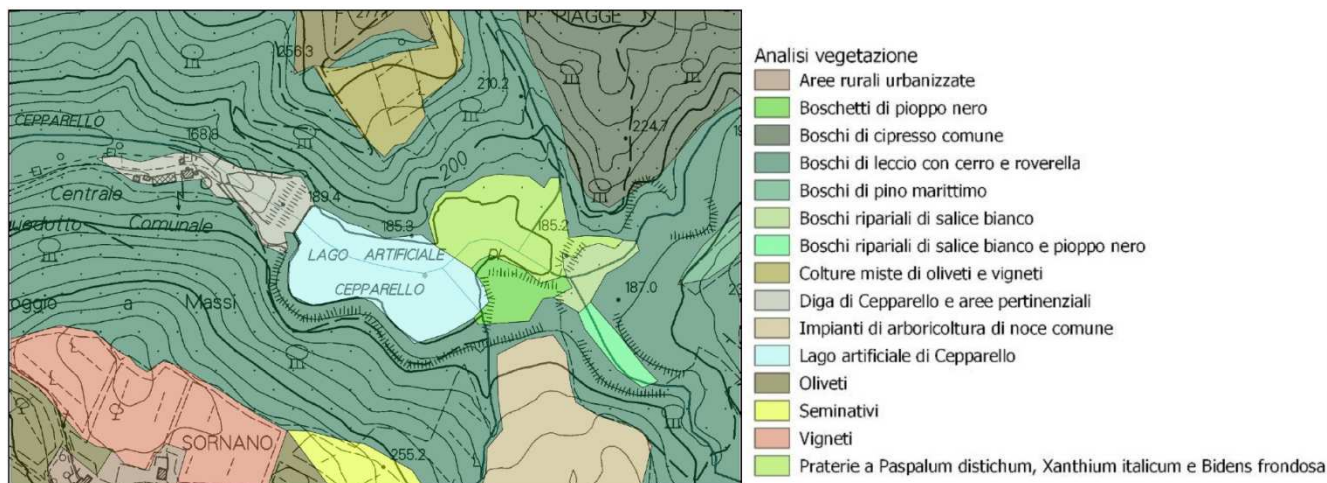 P. PIAGGE
277.2
256.3
210.2
224.7
CEPPARELLO
168.8
200
Centrale
189.4
Comunale
185.3
185.2
LAGO ARTIFICIALE DI
CEPPARELLO
187.0
oggio a Massi
SORNANO
255.2
Analisi vegetazione
Aree rurali urbanizzate
Boschetti di pioppo nero
Boschi di cipresso comune
Boschi di leccio con cerro e roverella
Boschi di pino marittimo
Boschi ripariali di salice bianco
Boschi ripariali di salice bianco e pioppo nero
Colture miste di oliveti e vigneti
Diga di Cepparello e aree pertinenziali
Impianti di arboricoltura di noce comune
Lago artificiale di Cepparello
Oliveti
Seminativi
Vigneti
Praterie a Paspalum distichum, Xanthium italicum e Bidens frondosa